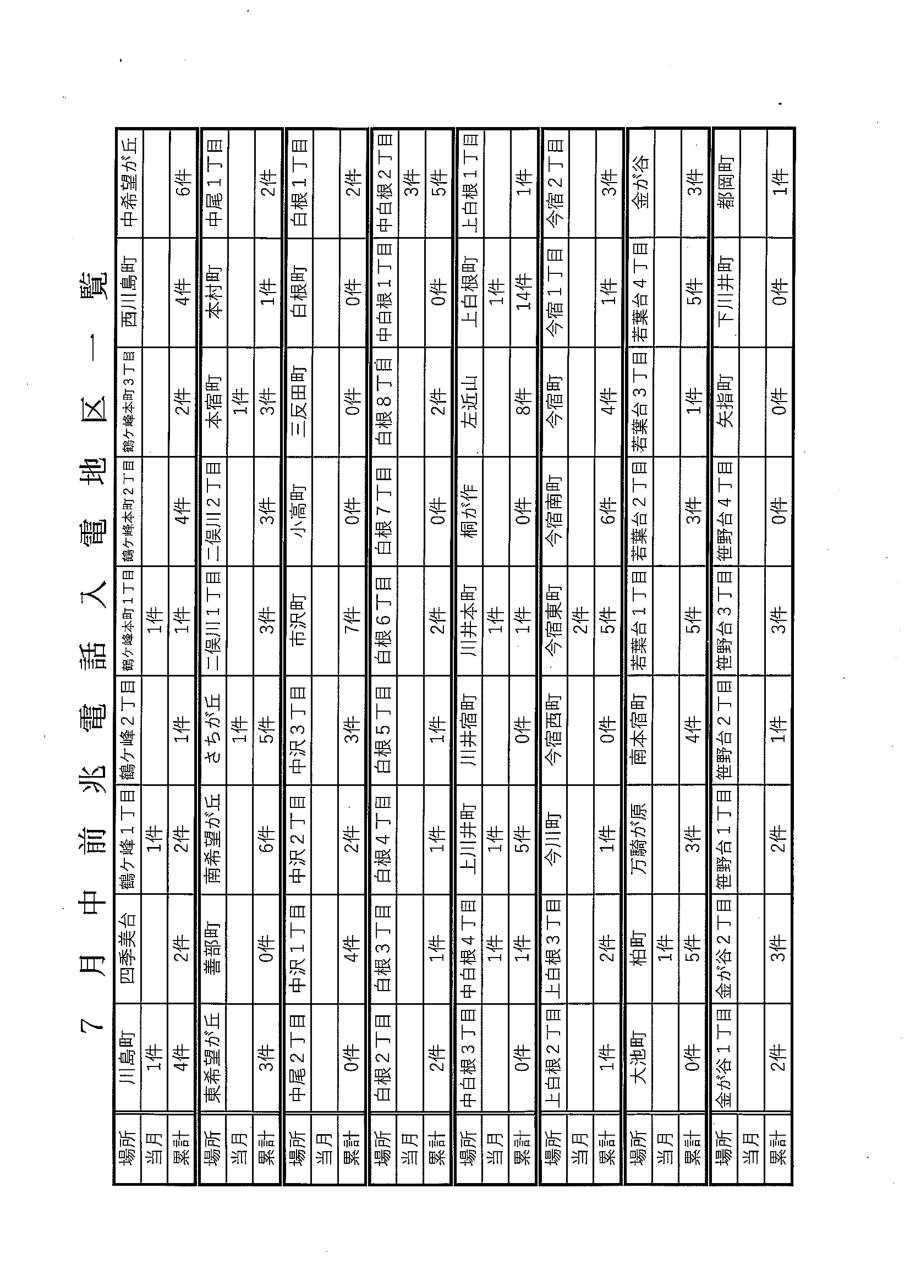 7月中前兆電話入電地区一覧
場所 川島町 四季美台 鶴ケ峰1丁目 鶴ケ峰2丁目 鶴ケ峰本町1丁目 鶴ケ峰本町2丁目 鶴ケ峰本町3丁目 西川島町 中希望が丘
当月 1件 1件 1件
累計 4件 2件 2件 1件 1件 4件 2件 4件 6件
場所 東希望が丘 善部町 南希望が丘 さちが丘 二俣川1丁目 二俣川2丁目 本宿町 本村町 中尾1丁目
当月 1件 1件
累計 3件 0件 6件 5件 3件 3件 3件 1件 2件
場所 中尾2丁目 中沢1丁目 中沢2丁目 中沢3丁目 市沢町 小高町 三反田町 白根町 白根1丁目
当月
累計 0件 4件 2件 3件 7件 0件 0件 0件 2件
場所 白根2丁目 白根3丁目 白根4丁目 白根5丁目 白根6丁目 白根7丁目 白根8丁目 中白根1丁目 中白根2丁目
当月 3件
累計 2件 1件 1件 1件 2件 0件 2件 0件 5件
場所 中白根3丁目 中白根4丁目 上川井町 川井宿町 川井本町 桐が作 左近山 上白根町 上白根1丁目
当月 1件 1件 1件 1件
累計 0件 1件 5件 0件 1件 0件 8件 14件 1件
場所 上白根2丁目 上白根3丁目 今川町 今宿西町 今宿東町 今宿南町 今宿町 今宿1丁目 今宿2丁目
当月 2件
累計 1件 2件 1件 0件 5件 6件 4件 1件 3件
場所 大池町 柏町 万騎が原 南本宿町 若葉台1丁目 若葉台2丁目 若葉台3丁目 若葉台4丁目 金が谷
当月 1件
累計 0件 5件 3件 4件 5件 3件 1件 5件 3件
場所 金が谷1丁目 金が谷2丁目 笹野台1丁目 笹野台2丁目 笹野台3丁目 笹野台4丁目 矢指町 下川井町 都岡町
当月
累計 2件 3件 2件 1件 3件 0件 0件 0件 1件